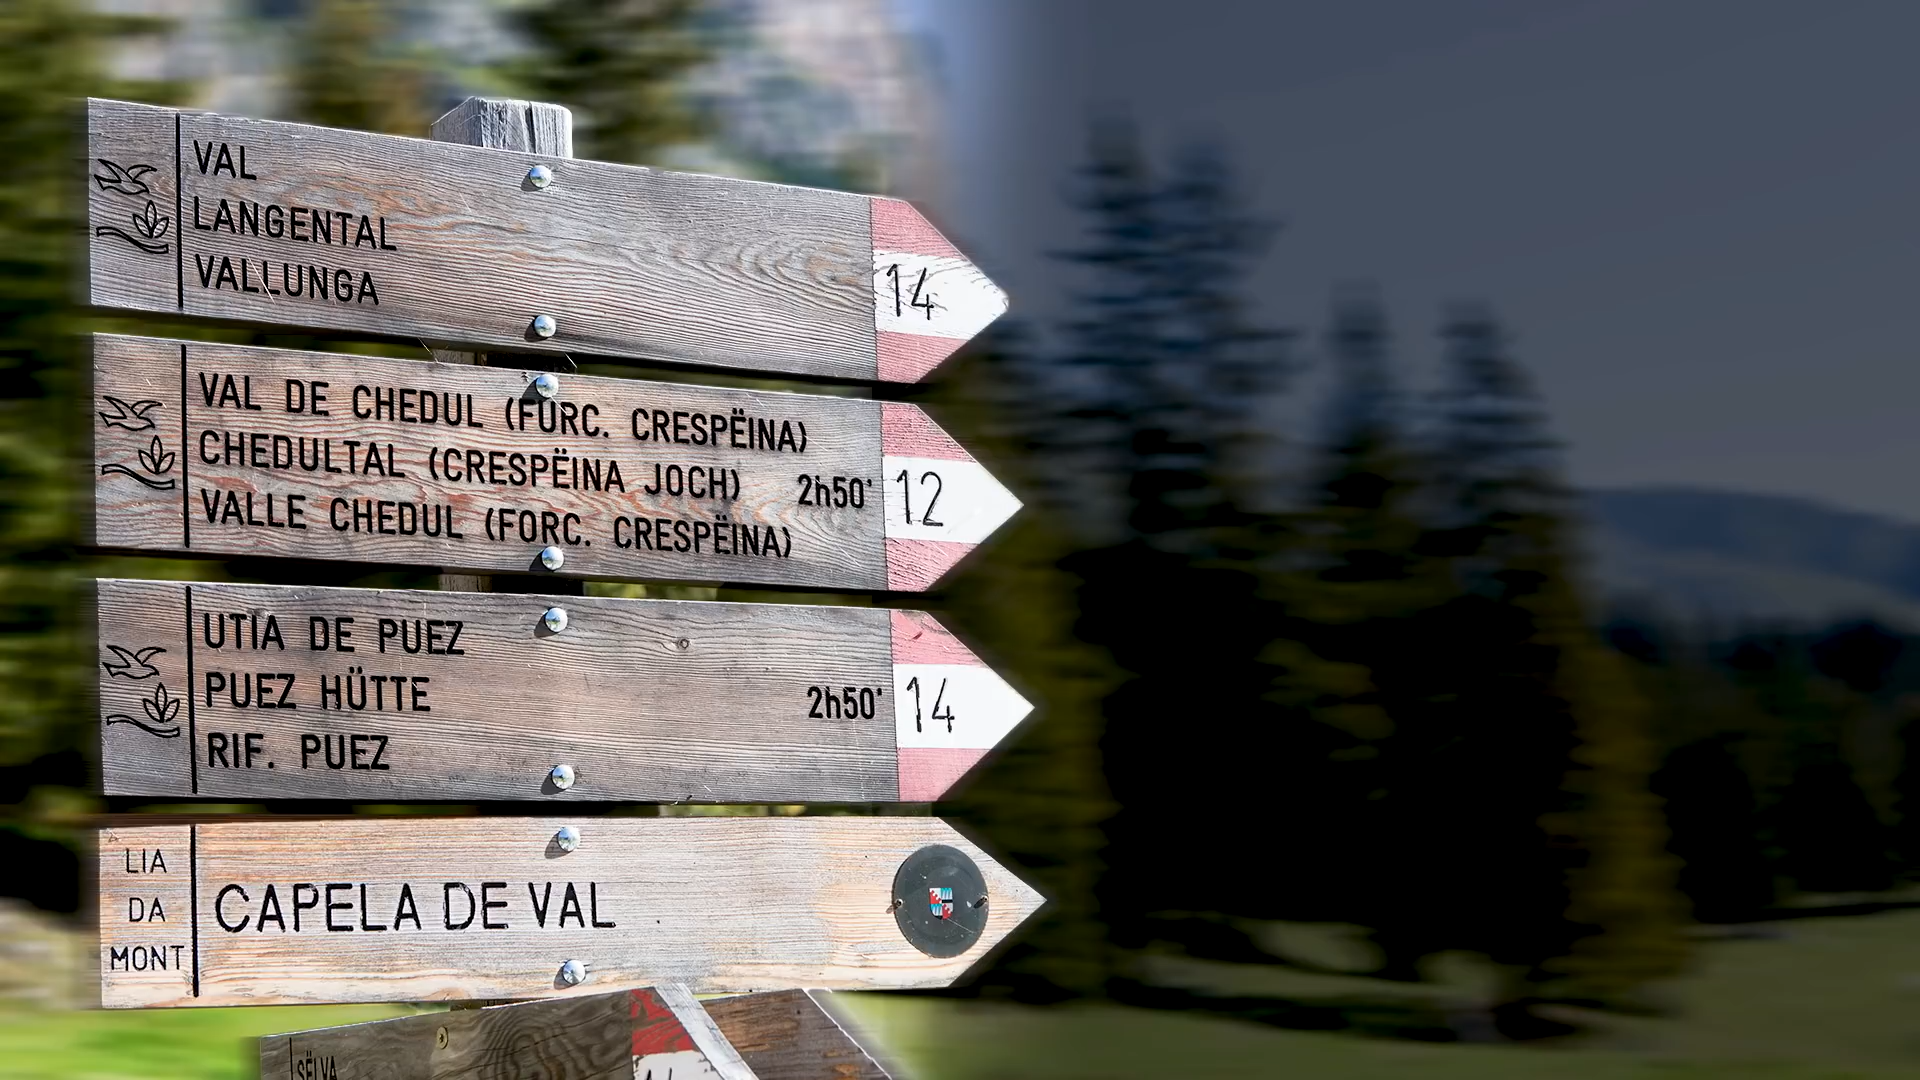 VAL
LANGENTAL
VALLUNGA
14
VAL DE CHEDUL (FURC. CRESPËINA)
CHEDULTAL (CRESPËINA JOCH) 2h50'
VALLE CHEDUL (FORC. CRESPËINA)
12
UTIA DE PUEZ
PUEZ HÜTTE
RIF. PUEZ
2h50'
14
LIA
DA
MONT
CAPELA DE VAL
SËLVA